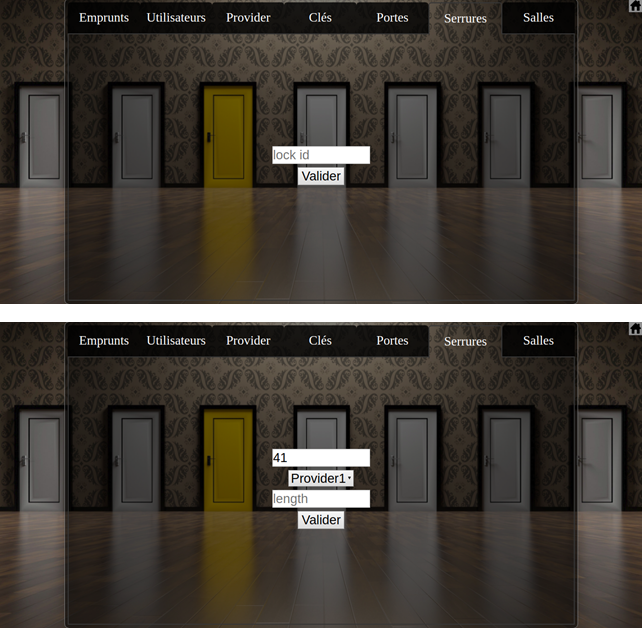 Emprunts Utilisateurs Provider Clés Portes Serrures Salles
lock id
Valider
Emprunts Utilisateurs Provider Clés Portes Serrures Salles
41
Provider1
length
Valider